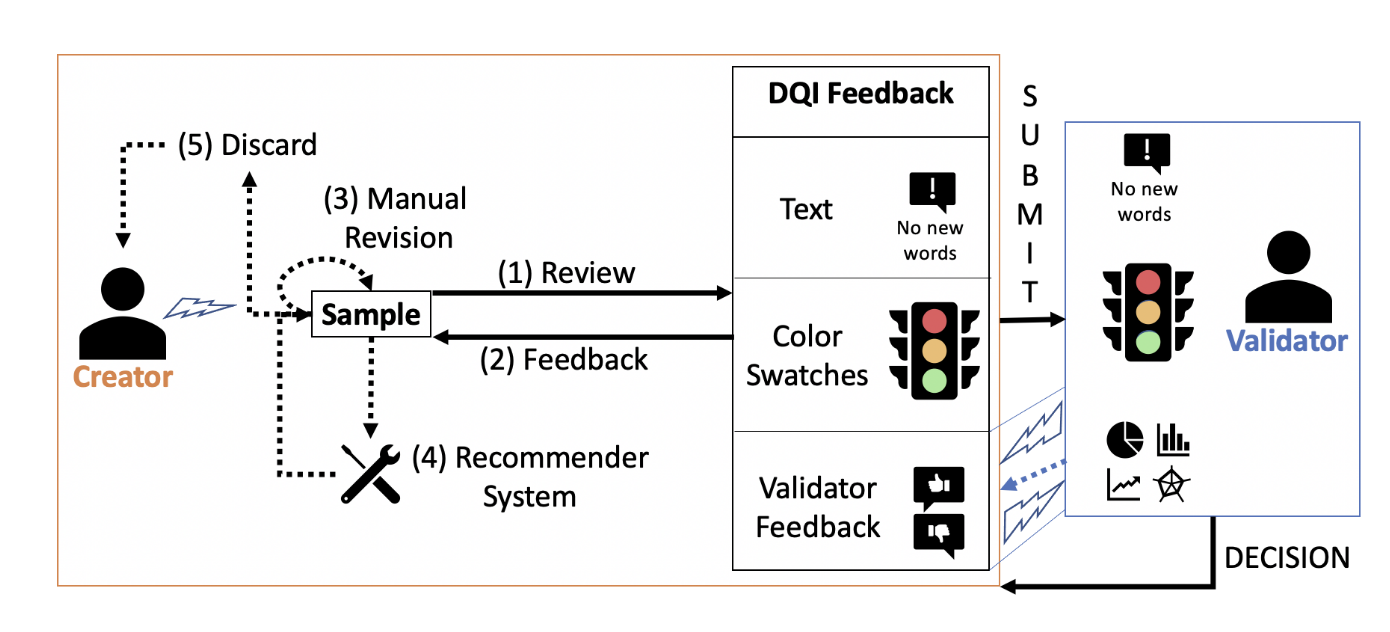 DQI Feedback
SUBMIT
(5) Discard
(3) Manual
Revision
Text
No new
words
No new
words
(1) Review
Sample
(2) Feedback
Color
Swatches
Creator
Validator
(4) Recommender
System
Validator
Feedback
DECISION